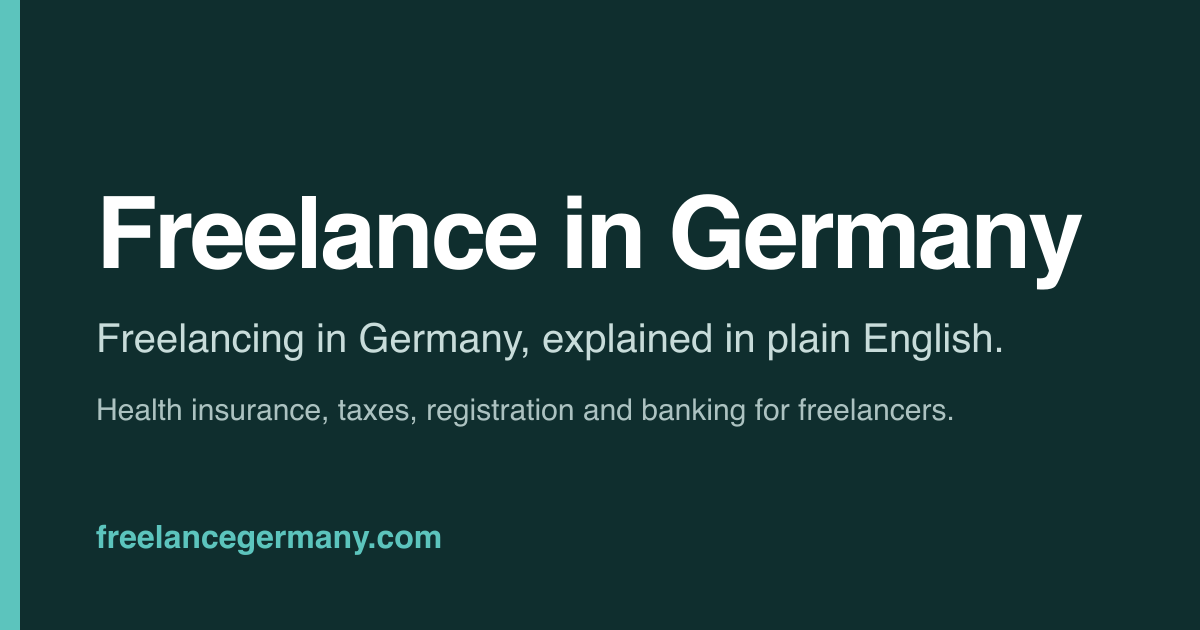 Freelance in Germany
Freelancing in Germany, explained in plain English.
Health insurance, taxes, registration and banking for freelancers.
freelancegermany.com